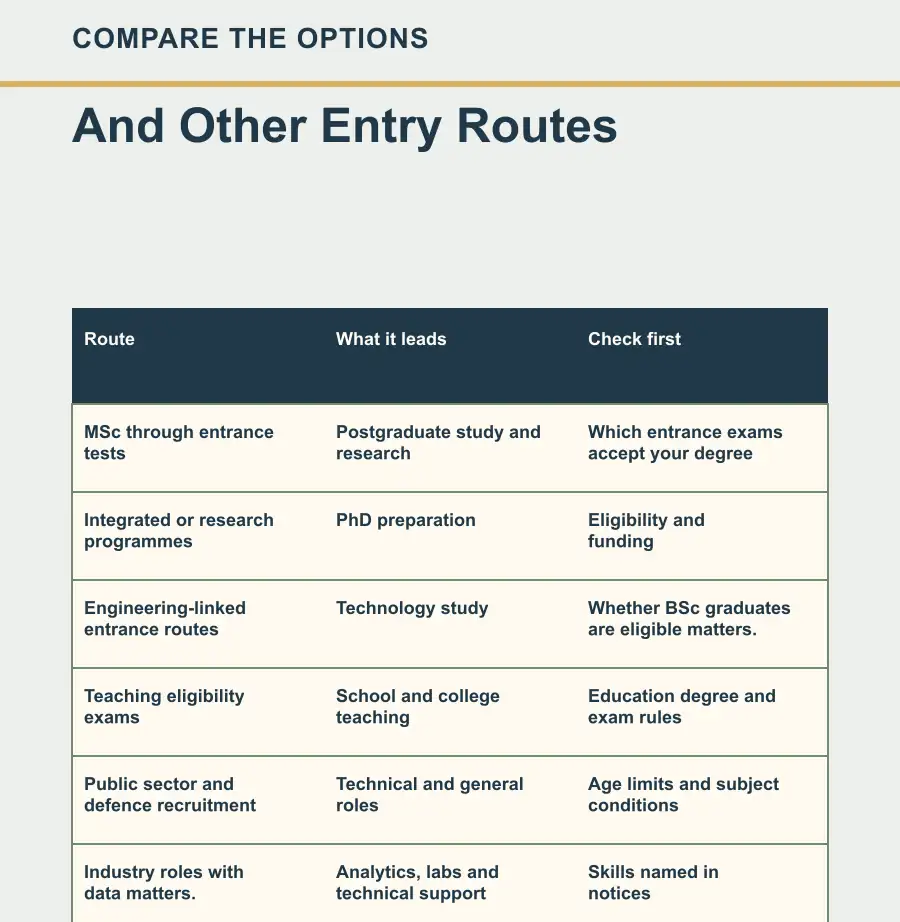 COMPARE THE OPTIONS
And Other Entry Routes
Route
What it leads
Check first
MSc through entrance
tests
Postgraduate study and
research
Which entrance exams
accept your degree
Integrated or research
programmes
PhD preparation
Eligibility and
funding
Engineering-linked
entrance routes
Technology study
Whether BSc graduates
are eligible matters.
Teaching eligibility
exams
School and college
teaching
Education degree and
exam rules
Public sector and
defence recruitment
Technical and general
roles
Age limits and subject
conditions
Industry roles with
data matters.
Analytics, labs and
technical support
Skills named in
notices